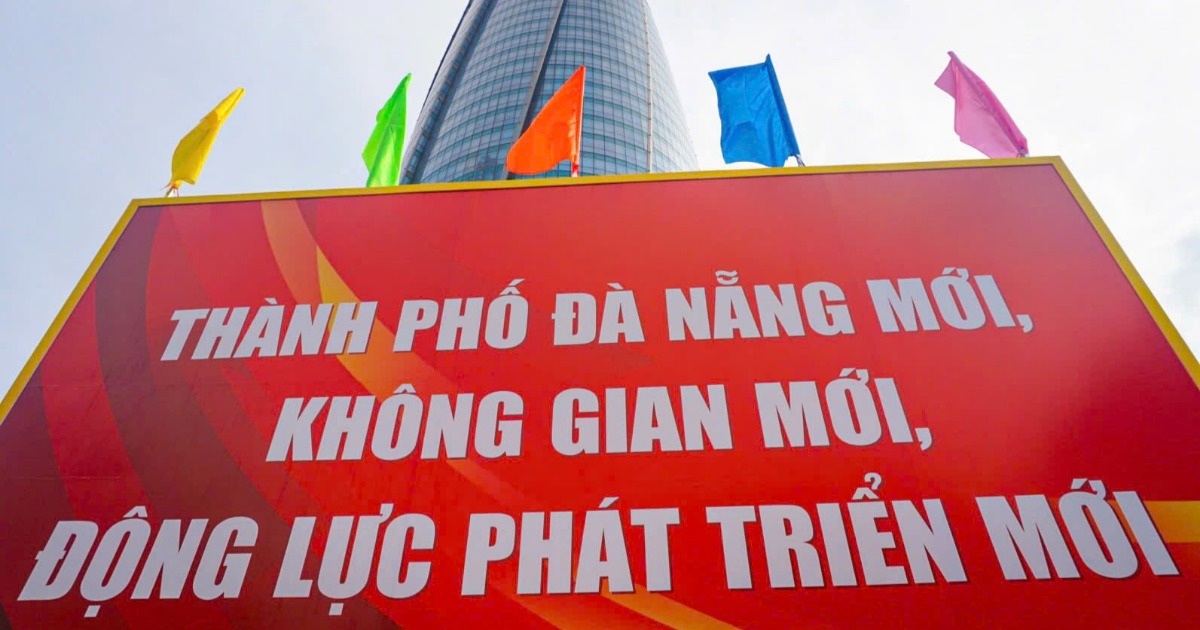 THÀNH PHỐ ĐÀ NẴNG MỚI,
KHÔNG GIAN MỚI,
ĐỘNG LỰC PHÁT TRIỂN MỚI